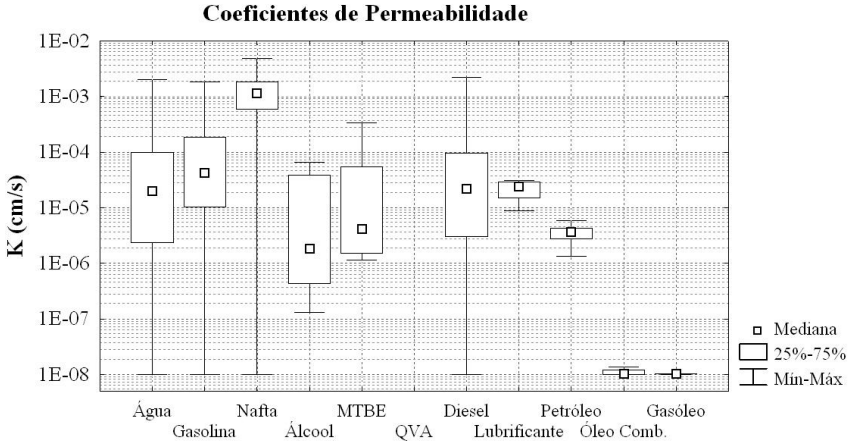 Coeficientes de Permeabilidade
K (cm/s)
1E-02
1E-03
1E-04
1E-05
1E-06
1E-07
1E-08
Água
Gasolina
Nafta
Álcool
MTBE
QVA
Diesel
Lubrificante
Petróleo
Óleo Comb.
Gasóleo
Mediana
25%-75%
Mín-Máx